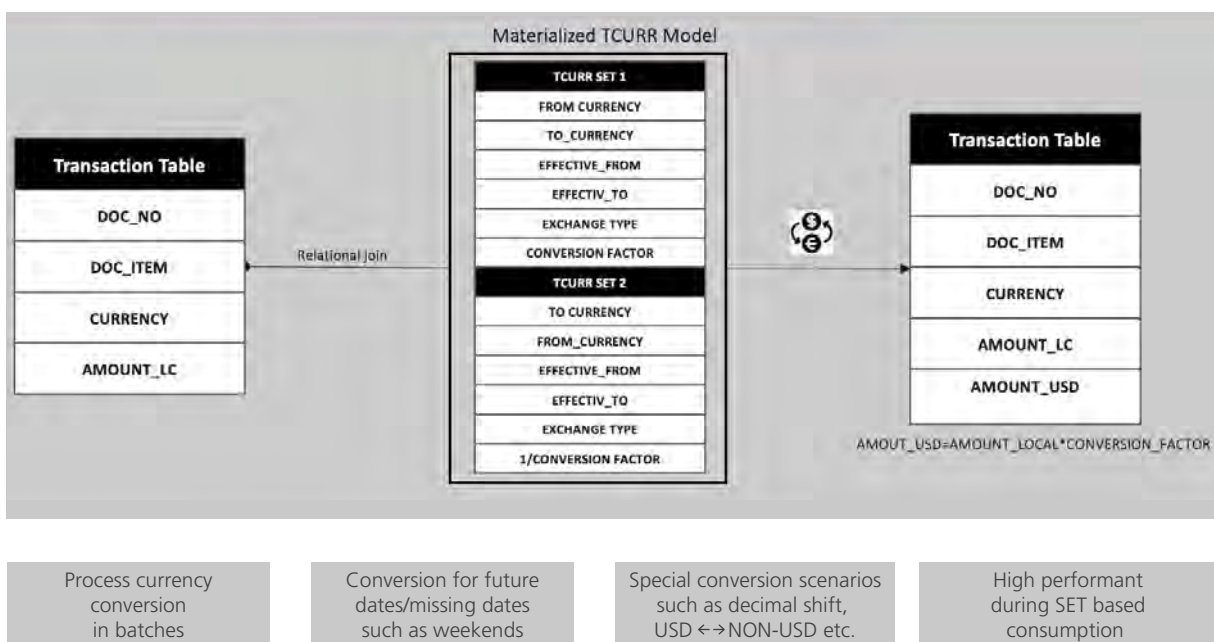 Materialized TCURR Model
Transaction Table
DOC_NO
DOC_ITEM
CURRENCY
AMOUNT_LC
Relational join
TCURR SET 1
FROM CURRENCY
TO_CURRENCY
EFFECTIVE_FROM
EFFECTIV_TO
EXCHANGE TYPE
CONVERSION FACTOR
TCURR SET 2
TO CURRENCY
FROM_CURRENCY
EFFECTIVE_FROM
EFFECTIV_TO
EXCHANGE TYPE
1/CONVERSION FACTOR
$
€
Transaction Table
DOC_NO
DOC_ITEM
CURRENCY
AMOUNT_LC
AMOUNT_USD
AMOUT_USD=AMOUNT_LOCAL*CONVERSION_FACTOR
Process currency
conversion
in batches
Conversion for future
dates/missing dates
such as weekends
Special conversion scenarios
such as decimal shift,
USD ←→NON-USD etc.
High performant
during SET based
consumption